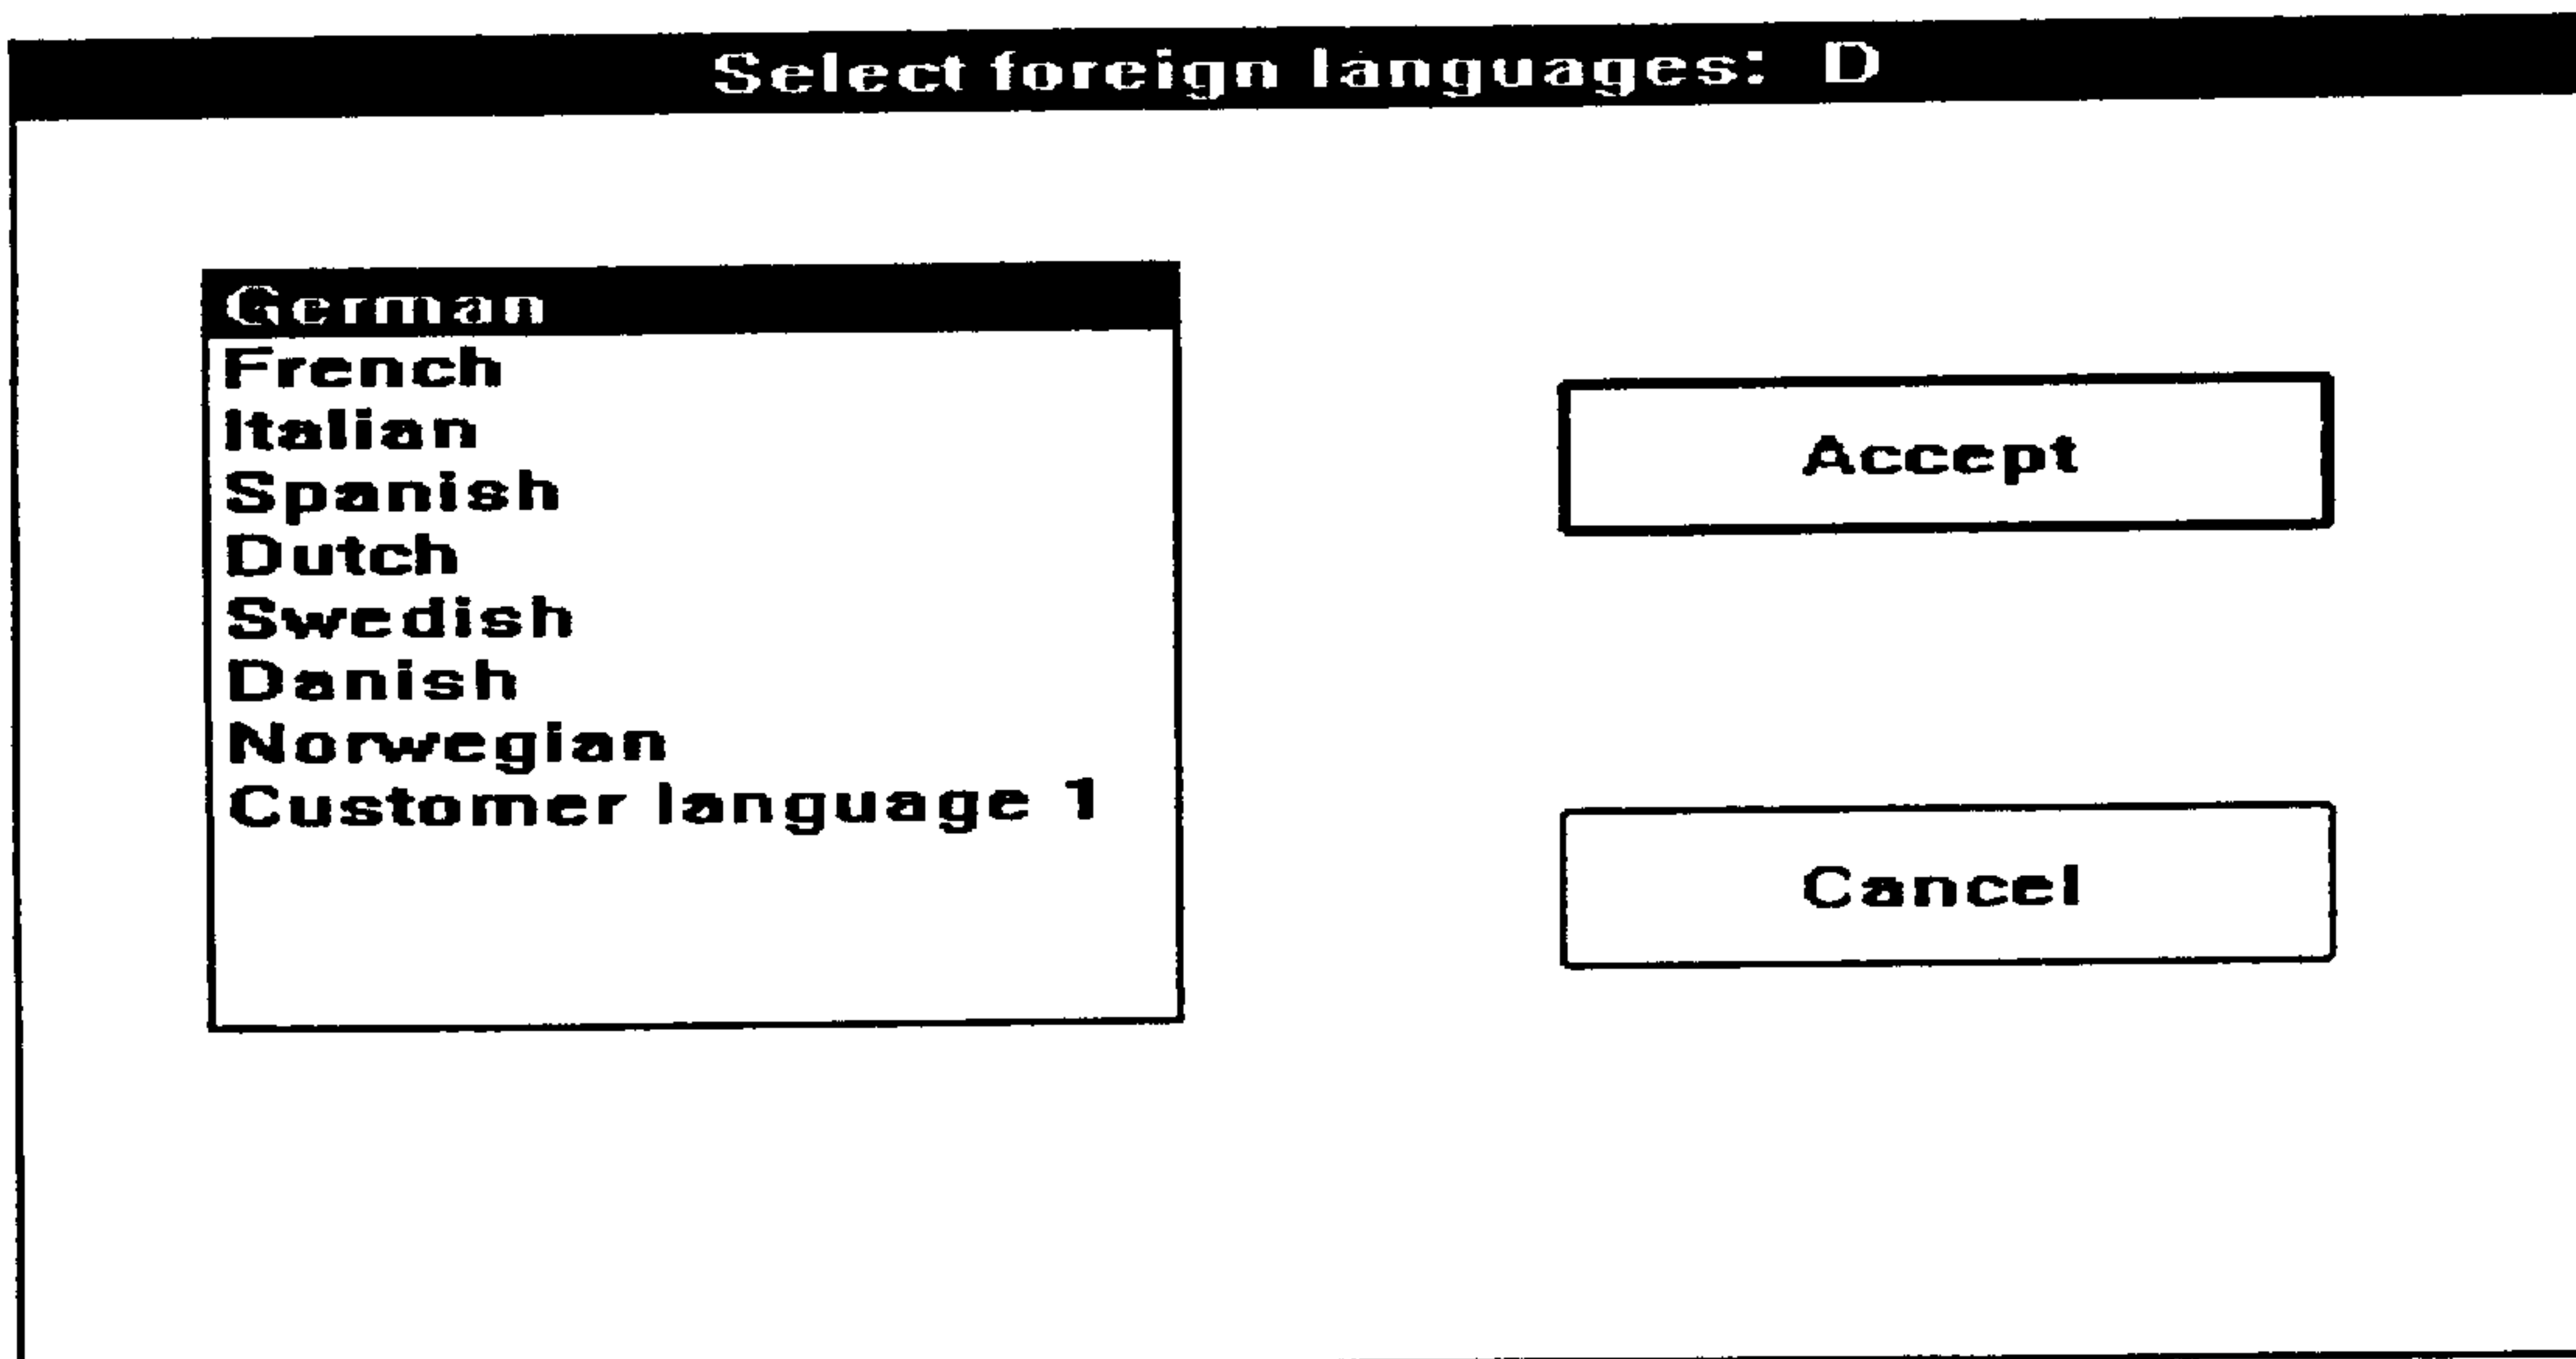 Select foreign languages: D
German
French
Italian
Spanish
Dutch
Swedish
Danish
Norwegian
Customer language 1
Accept
Cancel